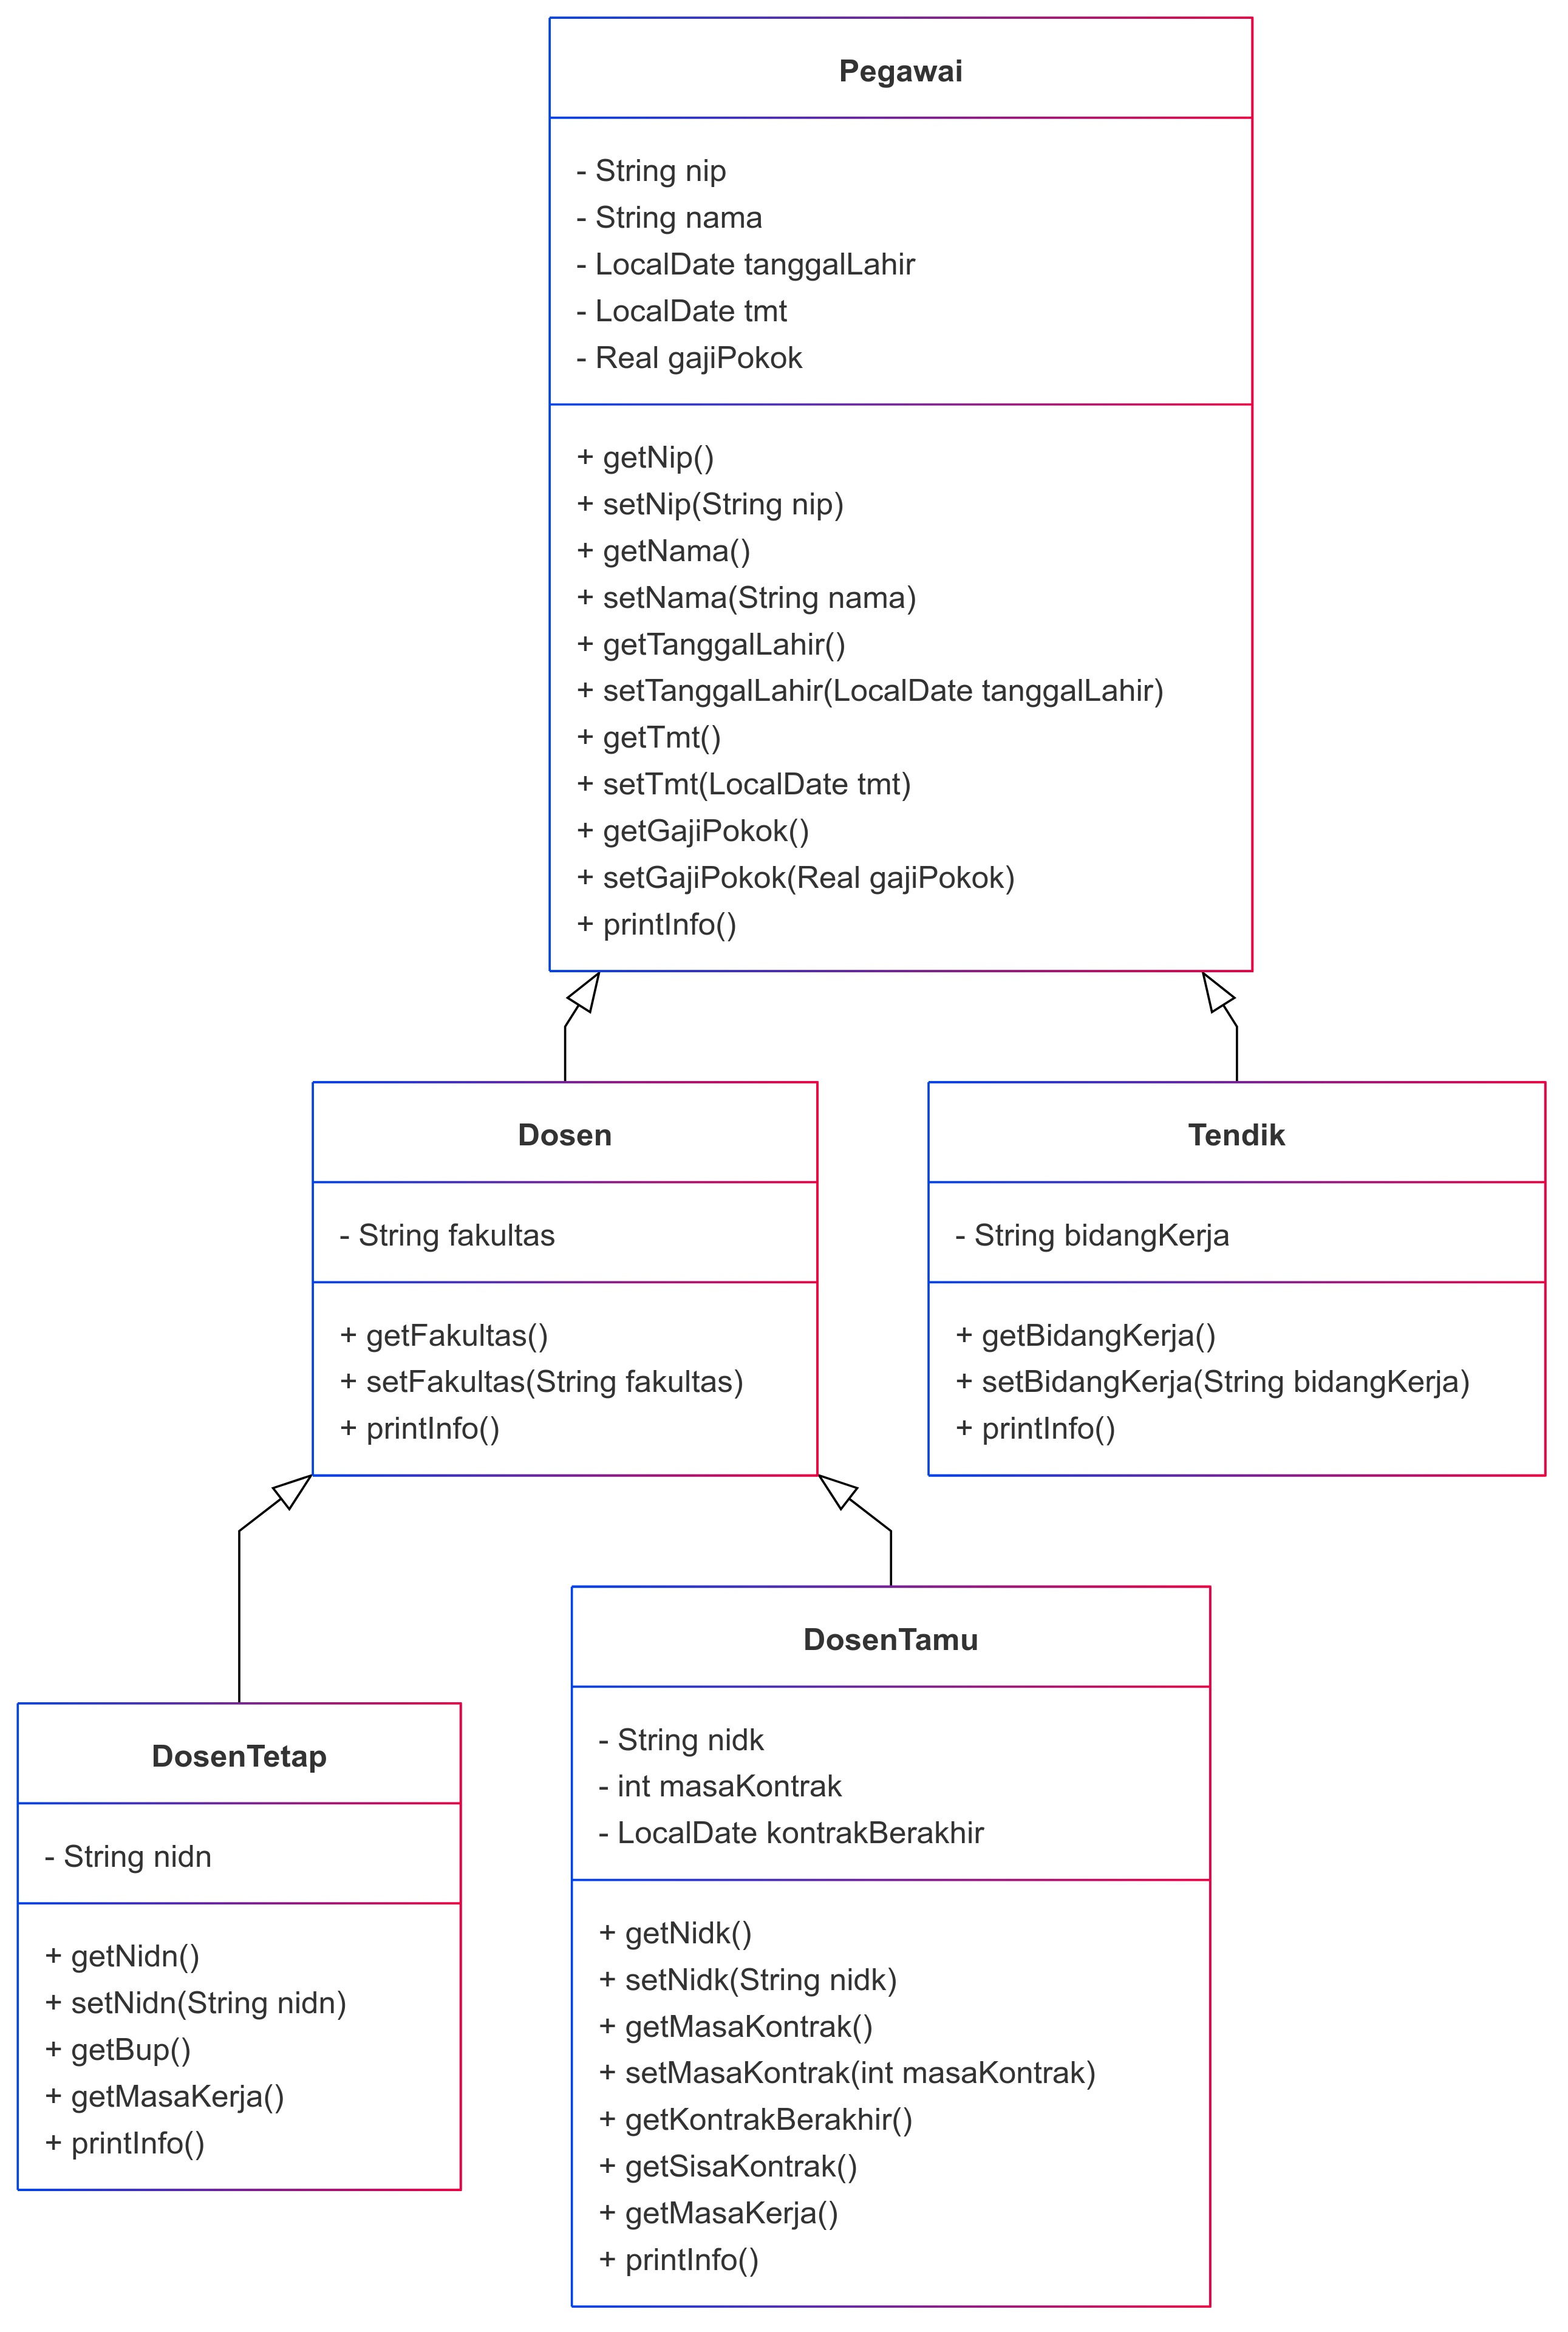 Pegawai
- String nip
- String nama
- LocalDate tanggalLahir
- LocalDate tmt
- Real gajiPokok
+ getNip()
+ setNip(String nip)
+ getNama()
+ setNama(String nama)
+ getTanggalLahir()
+ setTanggalLahir(LocalDate tanggalLahir)
+ getTmt()
+ setTmt(LocalDate tmt)
+ getGajiPokok()
+ setGajiPokok(Real gajiPokok)
+ printInfo()
Dosen
- String fakultas
+ getFakultas()
+ setFakultas(String fakultas)
+ printInfo()
Tendik
- String bidangKerja
+ getBidangKerja()
+ setBidangKerja(String bidangKerja)
+ printInfo()
DosenTetap
- String nidn
+ getNidn()
+ setNidn(String nidn)
+ getBup()
+ getMasaKerja()
+ printInfo()
DosenTamu
- String nidk
- int masaKontrak
- LocalDate kontrakBerakhir
+ getNidk()
+ setNidk(String nidk)
+ getMasaKontrak()
+ setMasaKontrak(int masaKontrak)
+ getKontrakBerakhir()
+ getSisaKontrak()
+ getMasaKerja()
+ printInfo()